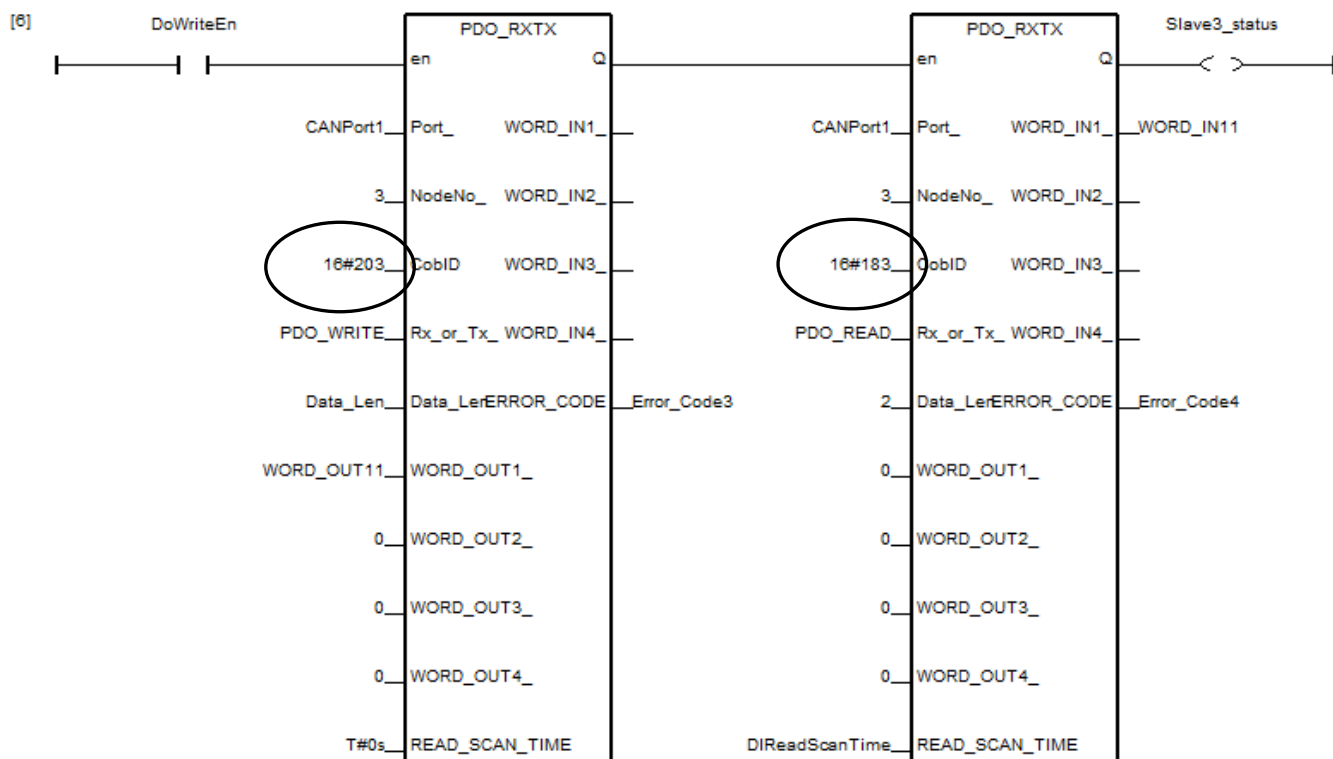 [6] DoWriteEn PDO_RXTX PDO_RXTX Slave3_status
en Q en Q
CANPort1 Port_ WORD_IN1_ CANPort1 Port_ WORD_IN1_ WORD_IN11
3 NodeNo_ WORD_IN2_ 3 NodeNo_ WORD_IN2_
16#203 CobID WORD_IN3_ 16#183 CobID WORD_IN3_
PDO_WRITE Rx_or_Tx_ WORD_IN4_ PDO_READ Rx_or_Tx_ WORD_IN4_
Data_Len Data_LenERROR_CODE Error_Code3 2 Data_LenERROR_CODE Error_Code4
WORD_OUT11 WORD_OUT1_ 0 WORD_OUT1_
0 WORD_OUT2_ 0 WORD_OUT2_
0 WORD_OUT3_ 0 WORD_OUT3_
0 WORD_OUT4_ 0 WORD_OUT4_
T#0s READ_SCAN_TIME DIReadScanTime READ_SCAN_TIME